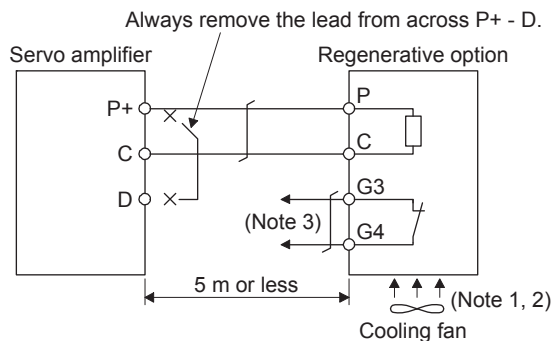 Always remove the lead from across P+ - D.
Servo amplifier
Regenerative option
P+
P
C
C
D
G3
(Note 3)
G4
5 m or less
(Note 1, 2)
Cooling fan